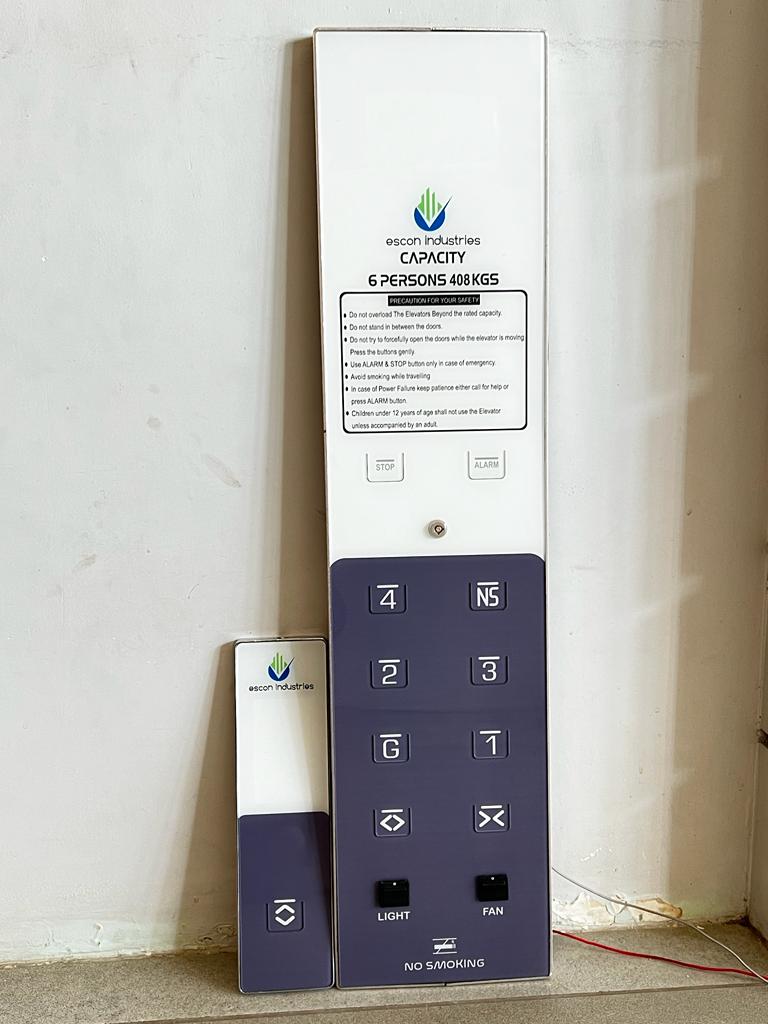 escon industries
CAPACITY
6 PERSONS 408 KGS
PRECAUTION FOR YOUR SAFETY
Do not overload The Elevators Beyond the rated capacity.
Do not stand in between the doors.
Do not try to forcefully open the doors while the elevator is moving
Press the buttons gently.
Use ALARM & STOP button only in case of emergency.
Avoid smoking while traveling
In case of Power Failure keep patience either call for help or
press ALARM button.
Children under 12 years of age shall not use the Elevator
unless accompanied by an adult.
STOP ALARM
4 NS
2 3
G 1
LIGHT FAN
NO SMOKING
escon industries